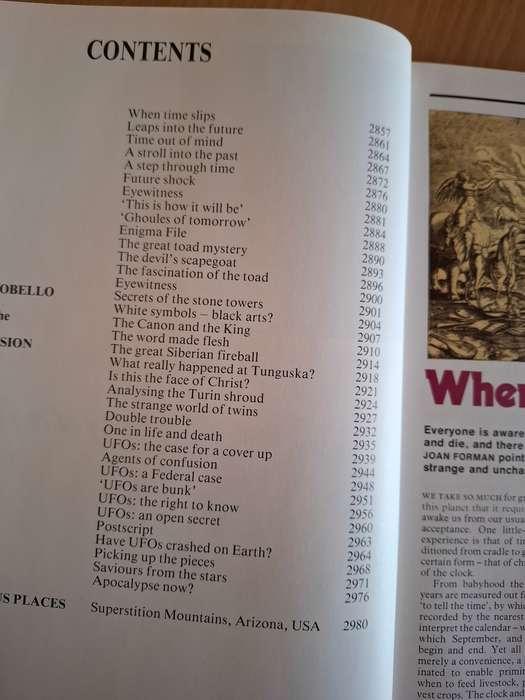 CONTENTS
When time slips 2857
Leaps into the future 2861
Time out of mind 2864
A stroll into the past 2867
A step through time 2872
Future shock 2876
Eyewitness 2880
‘This is how it will be’ 2881
‘Ghoules of tomorrow’ 2884
Enigma File 2888
The great toad mystery 2890
The devil's scapegoat 2893
The fascination of the toad 2896
Eyewitness 2900
OBELLO Secrets of the stone towers 2901
White symbols – black arts? 2904
he The Canon and the King 2907
The word made flesh 2910
SION The great Siberian fireball 2914
What really happened at Tunguska? 2918
Is this the face of Christ? 2921
Analysing the Turin shroud 2924
The strange world of twins 2927
Double trouble 2932
One in life and death 2935
UFOs: the case for a cover up 2939
Agents of confusion 2944
UFOs: a Federal case 2948
‘UFOs are bunk’ 2951
UFOs: the right to know 2956
UFOs: an open secret 2960
Postscript 2963
Have UFOs crashed on Earth? 2964
Picking up the pieces 2968
Saviours from the stars 2971
Apocalypse now? 2976
US PLACES Superstition Mountains, Arizona, USA 2980
When
Everyone is aware
and die, and there
JOAN FORMAN point
strange and uncha
WE TAKE SO MUCH for g
this planet that it requi
awake us from our usua
acceptance. One little-
experience is that of tim
ditioned from cradle to g
certain form – that of ch
of the clock.
From babyhood the
years are measured out f
'to tell the time', by whic
recorded by the nearest
interpret the calendar – w
which September, and
begin and end. Yet all
merely a convenience, a
inated to enable primi
when to feed livestock, p
vest crops. The clock and